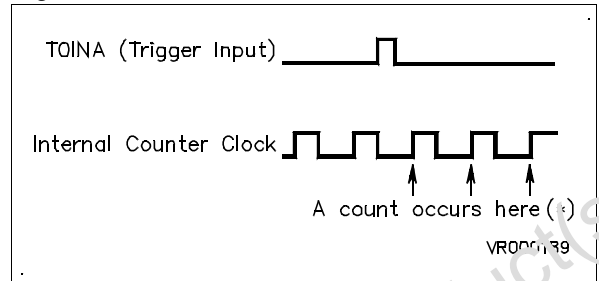 T0INA (Trigger Input)
Internal Counter Clock
A count occurs here(*)